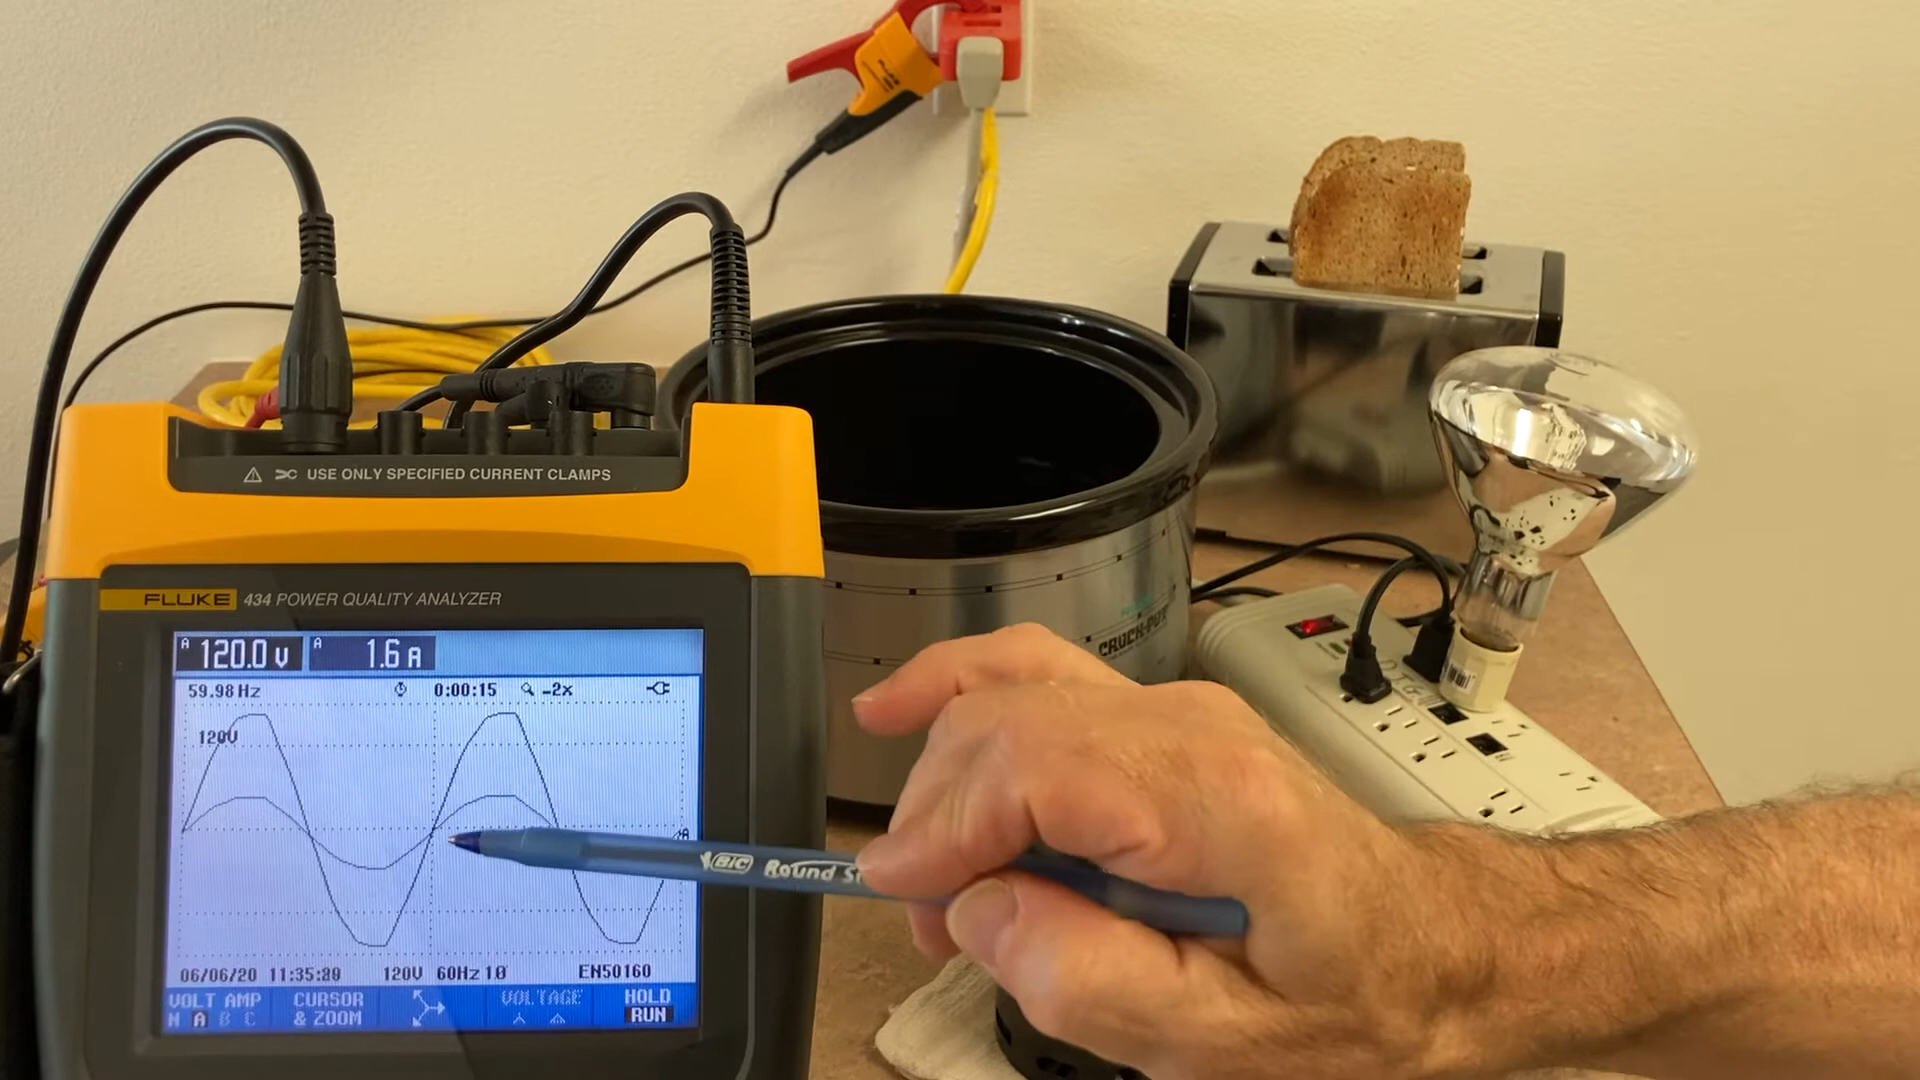 FLUKE
USE ONLY SPECIFIED CURRENT CLAMPS
FLUKE 434 POWER QUALITY ANALYZER
A 120.0 V A 1.6 A
59.98 Hz 0:00:15 -2x
120V
A
06/06/20 11:35:09 120V 60Hz 1Ø EN50160
VOLT AMP CURSOR VOLTAGE HOLD
N A B C & ZOOM RUN
BIC Round
CROCK-POT